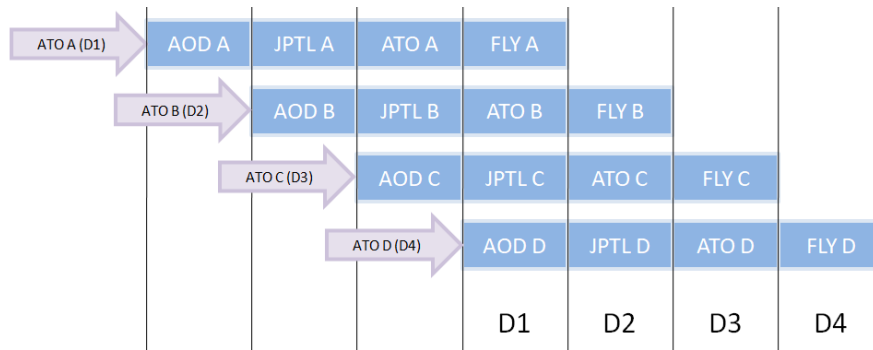 ATO A (D1) AOD A JPTL A ATO A FLY A
ATO B (D2) AOD B JPTL B ATO B FLY B
ATO C (D3) AOD C JPTL C ATO C FLY C
ATO D (D4) AOD D JPTL D ATO D FLY D
D1 D2 D3 D4